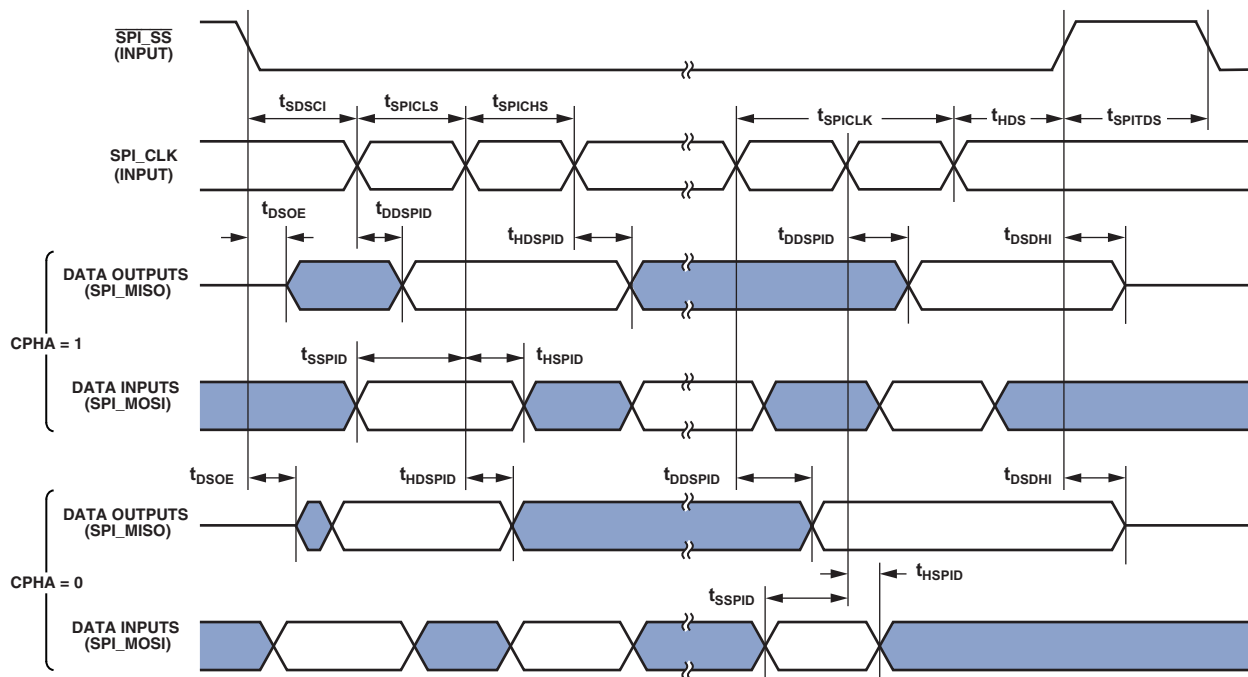 SPI_SS
(INPUT)
tSDSCI tSPICLS tSPICHS tSPICLK tHDS tSPITDS
SPI_CLK
(INPUT)
tDSOE tDDSPID tHDSPID tDDSPID tDSDHI
DATA OUTPUTS
(SPI_MISO)
CPHA = 1
tSSPID tHSPID
DATA INPUTS
(SPI_MOSI)
tDSOE tHDSPID tDDSPID tDSDHI
DATA OUTPUTS
(SPI_MISO)
CPHA = 0
tHSPID
tSSPID
DATA INPUTS
(SPI_MOSI)